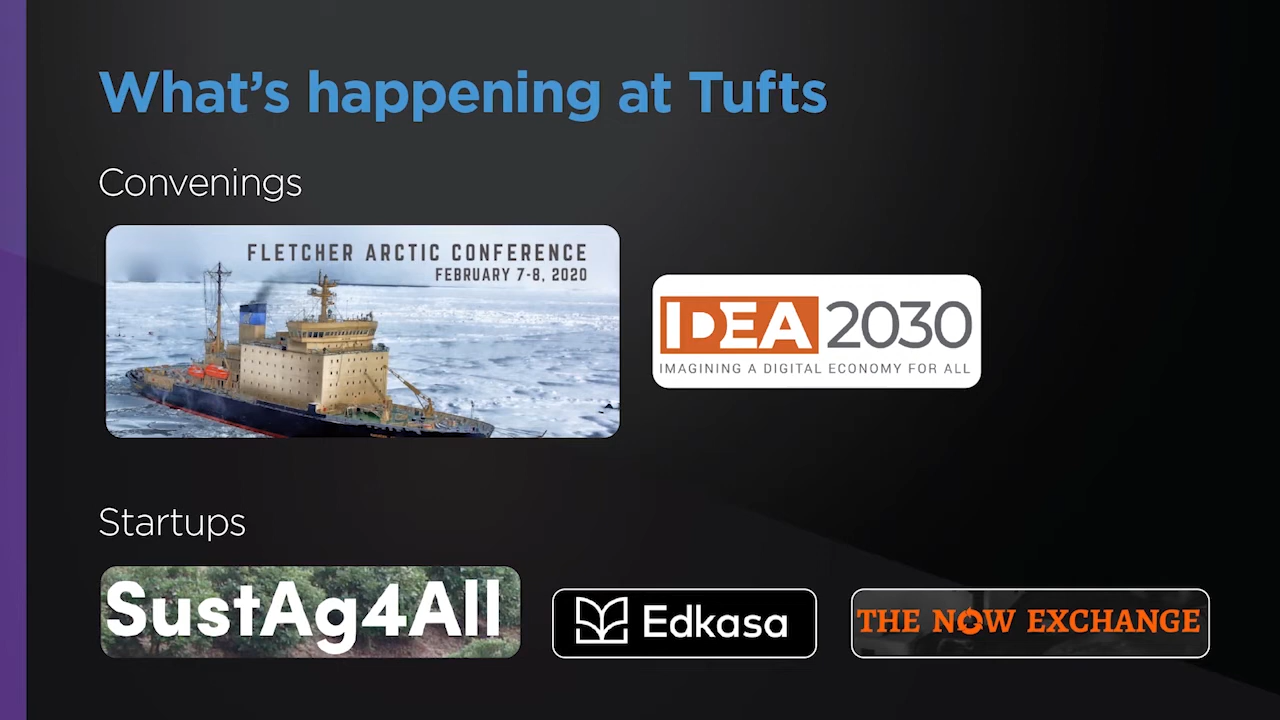 What's happening at Tufts
Convenings
FLETCHER ARCTIC CONFERENCE
FEBRUARY 7-8, 2020
IDEA 2030
IMAGINING A DIGITAL ECONOMY FOR ALL
Startups
SustAg4All
Edkasa
THE NOW EXCHANGE